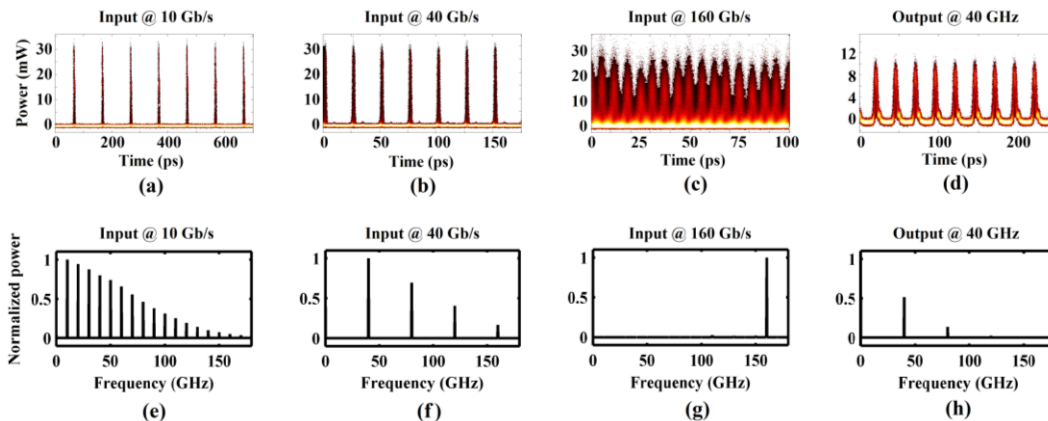 Input @ 10 Gb/s Input @ 40 Gb/s Input @ 160 Gb/s Output @ 40 GHz
Power (mW)
30
20
10
0
0 200 400 600
Time (ps)
(a)
30
20
10
0
0 50 100 150
Time (ps)
(b)
30
20
10
0
0 25 50 75 100
Time (ps)
(c)
12
8
4
0
0 100 200
Time (ps)
(d)
Input @ 10 Gb/s Input @ 40 Gb/s Input @ 160 Gb/s Output @ 40 GHz
Normalized power
1
0.5
0
0 50 100 150
Frequency (GHz)
(e)
1
0.5
0
0 50 100 150
Frequency (GHz)
(f)
1
0.5
0
0 50 100 150
Frequency (GHz)
(g)
1
0.5
0
0 50 100 150
Frequency (GHz)
(h)